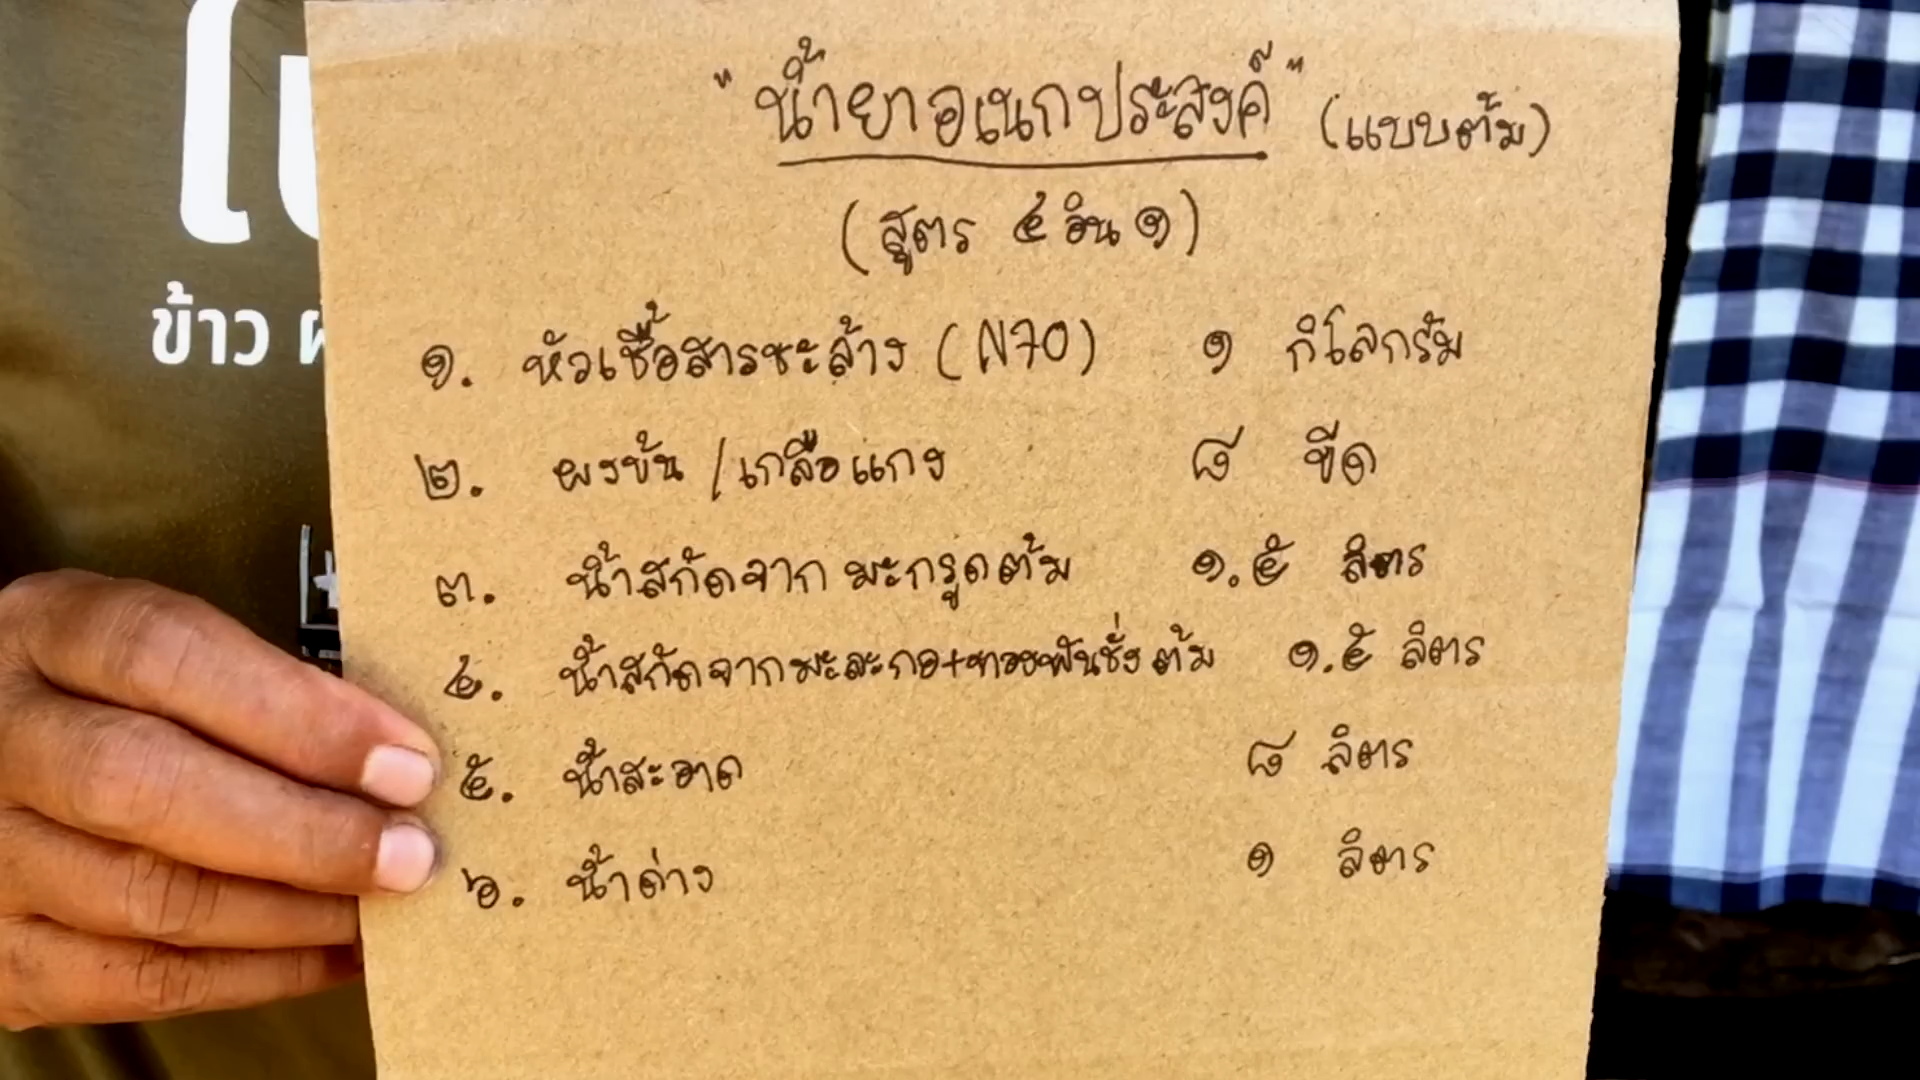 "น้ำยาอเนกประสงค์" (แบบต้ม)
(สูตร ๔ อิน ๑)
๑. หัวเชื้อสารชะล้าง (N70) ๑ กิโลกรัม
๒. ผงข้น / เกลือแกง ๘ ขีด
๓. น้ำสกัดจาก มะกรูดต้ม ๑.๕ ลิตร
๔. น้ำสกัดจากมะละกอ+ทองพันชั่ง ต้ม ๑.๕ ลิตร
๕. น้ำสะอาด ๘ ลิตร
๖. น้ำด่าง ๑ ลิตร
ข้าว